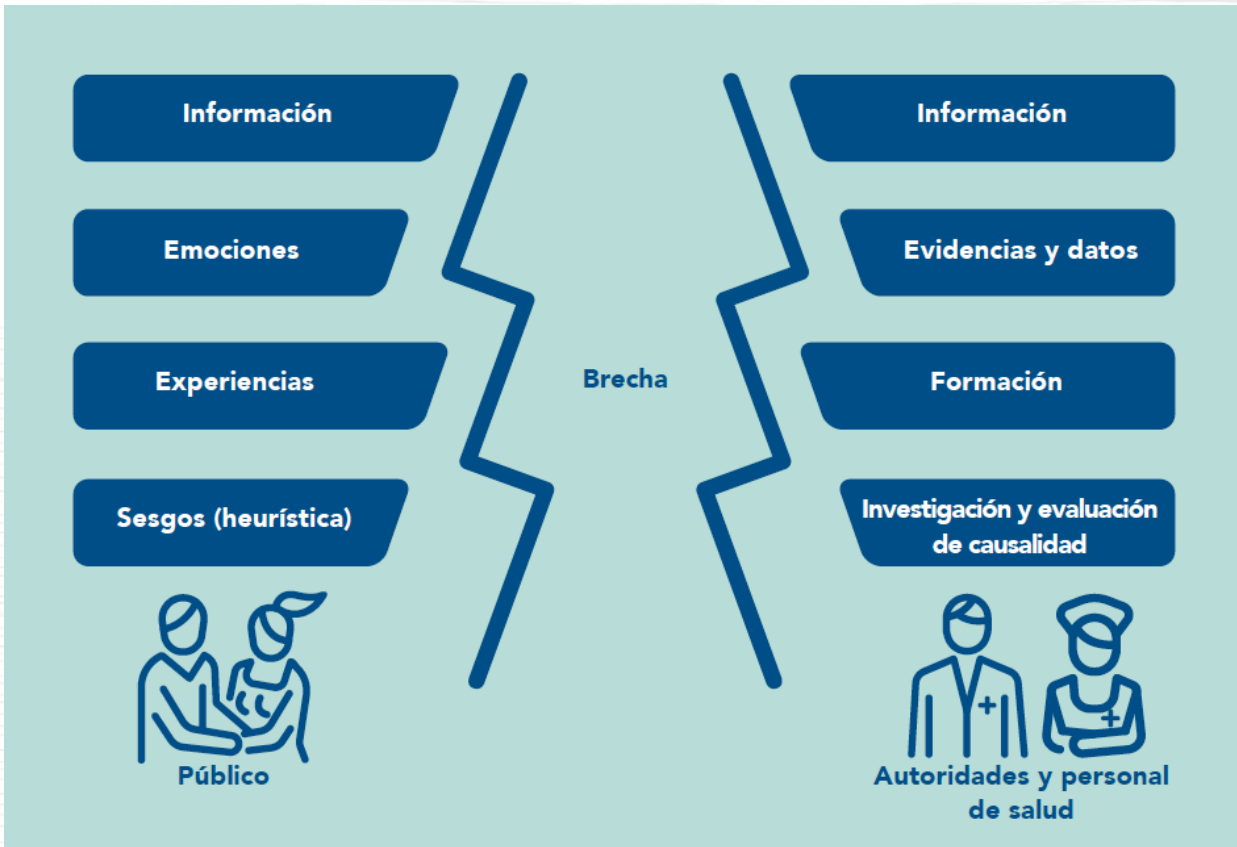 Información
Emociones
Experiencias
Sesgos (heurística)
Público
Brecha
Información
Evidencias y datos
Formación
Investigación y evaluación
de causalidad
Autoridades y personal
de salud